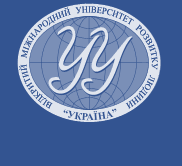 ВІДКРИТИЙ МІЖНАРОДНИЙ УНІВЕРСИТЕТ РОЗВИТКУ ЛЮДИНИ
УУ
“УКРАЇНА”